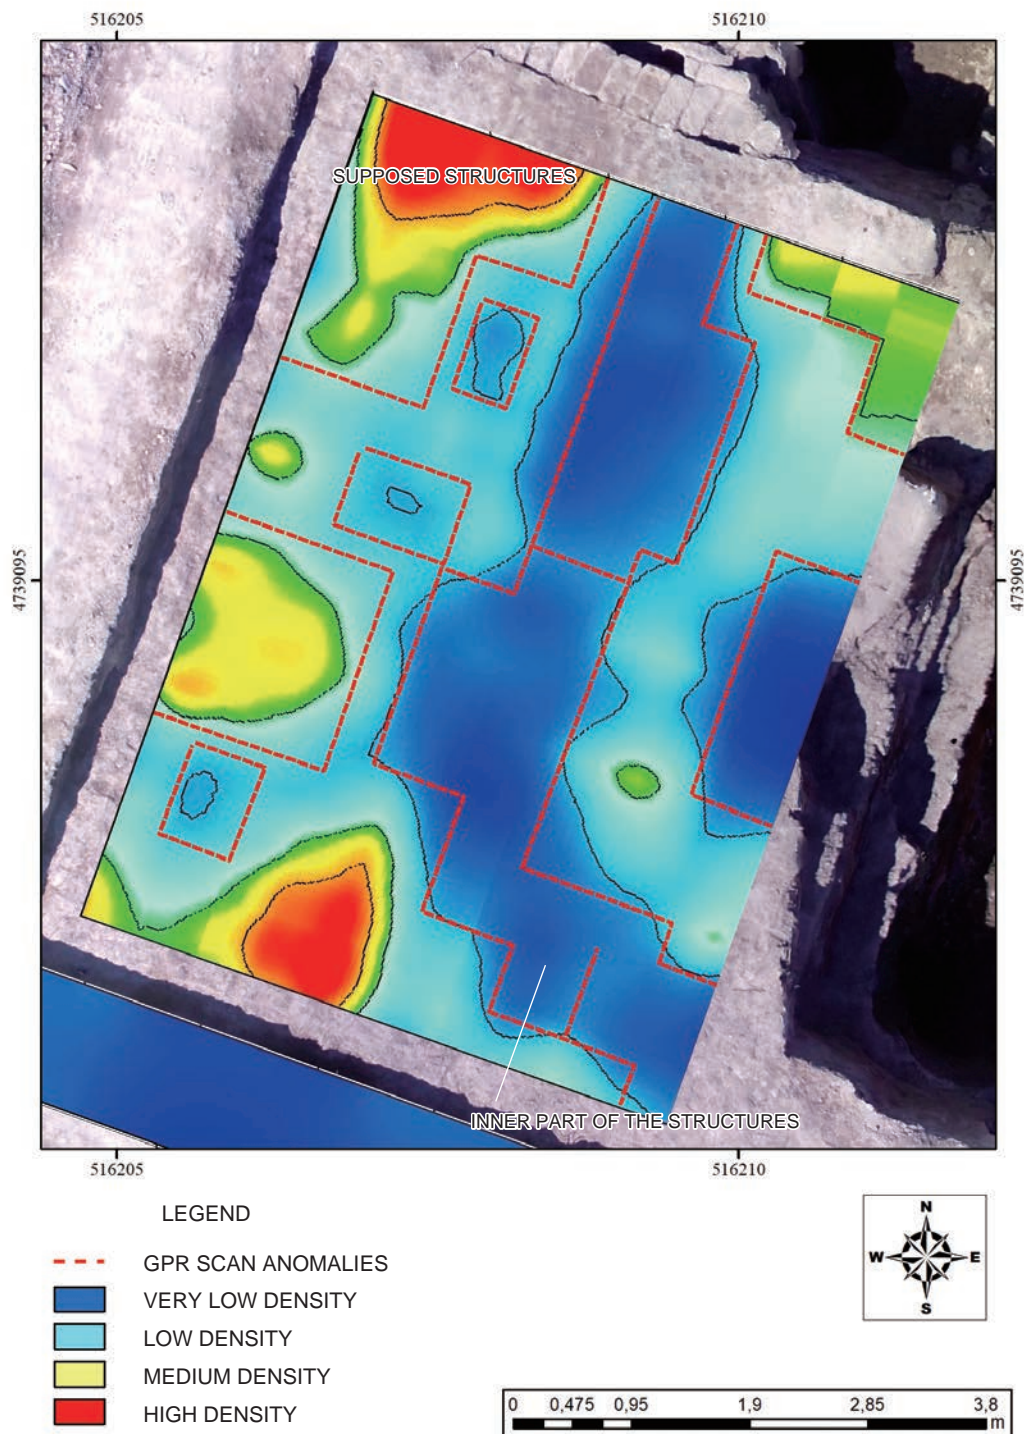 516205 516210
SUPPOSED STRUCTURES
4739095 4739095
INNER PART OF THE STRUCTURES
516205 516210
LEGEND
GPR SCAN ANOMALIES
VERY LOW DENSITY
LOW DENSITY
MEDIUM DENSITY
HIGH DENSITY
N
W E
S
0 0,475 0,95 1,9 2,85 3,8
m